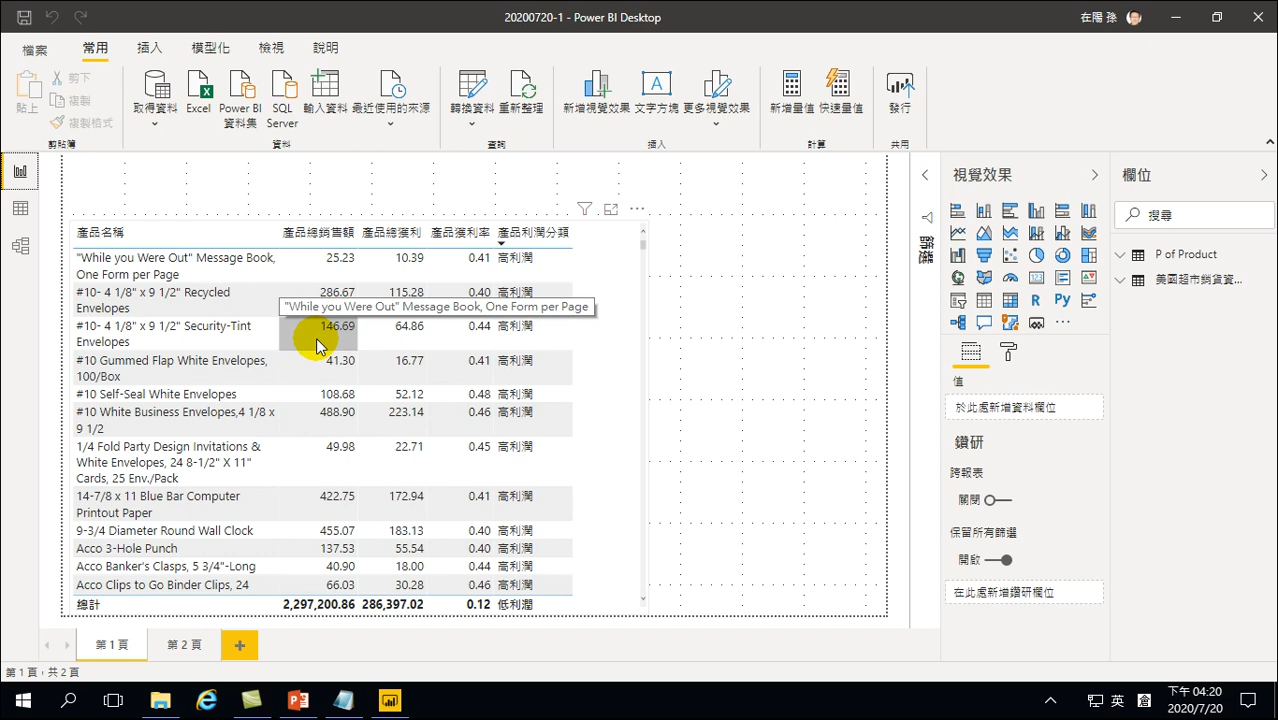 20200720-1 - Power BI Desktop
在陽 孫
檔案 常用 插入 模型化 檢視 說明
貼上
剪下
複製
複製格式
剪貼簿
取得資料
Excel
Power BI
資料集
SQL
Server
輸入資料
最近使用的來源
資料
轉換資料
重新整理
查詢
新增視覺效果
文字方塊
更多視覺效果
插入
新增量值
快速量值
計算
發行
共用
產品名稱 產品總銷售額 產品總獲利 產品獲利率 產品利潤分類
"While you Were Out" Message Book, 25.23 10.39 0.41 高利潤
One Form per Page
#10- 4 1/8" x 9 1/2" Recycled 286.67 115.28 0.40 高利潤
Envelopes
"While you Were Out" Message Book, One Form per Page
#10- 4 1/8" x 9 1/2" Security-Tint 146.69 64.86 0.44 高利潤
Envelopes
#10 Gummed Flap White Envelopes, 41.30 16.77 0.41 高利潤
100/Box
#10 Self-Seal White Envelopes 108.68 52.12 0.48 高利潤
#10 White Business Envelopes,4 1/8 x 488.90 223.14 0.46 高利潤
9 1/2
1/4 Fold Party Design Invitations & 49.98 22.71 0.45 高利潤
White Envelopes, 24 8-1/2" X 11"
Cards, 25 Env./Pack
14-7/8 x 11 Blue Bar Computer 422.75 172.94 0.41 高利潤
Printout Paper
9-3/4 Diameter Round Wall Clock 455.07 183.13 0.40 高利潤
Acco 3-Hole Punch 137.53 55.54 0.40 高利潤
Acco Banker's Clasps, 5 3/4"-Long 40.90 18.00 0.44 高利潤
Acco Clips to Go Binder Clips, 24 66.03 30.28 0.46 高利潤
總計 2,297,200.86 286,397.02 0.12 低利潤
篩選
視覺效果
R Py
值
於此處新增資料欄位
鑽研
跨報表
關閉
保留所有篩選
開啟
在此處新增鑽研欄位
欄位
搜尋
P of Product
美國超市銷貨資...
第 1 頁 第 2 頁
第 1 頁，共 2 頁
英
下午 04:20
2020/7/20